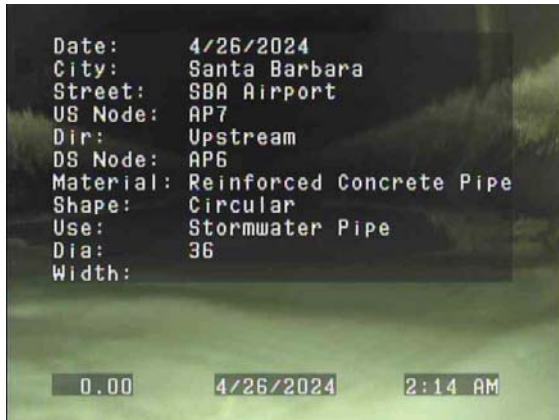 Date: 4/26/2024
City: Santa Barbara
Street: SBA Airport
US Node: AP7
Dir: Upstream
DS Node: AP6
Material: Reinforced Concrete Pipe
Shape: Circular
Use: Stormwater Pipe
Dia: 36
Width:
0.00 4/26/2024 2:14 AM